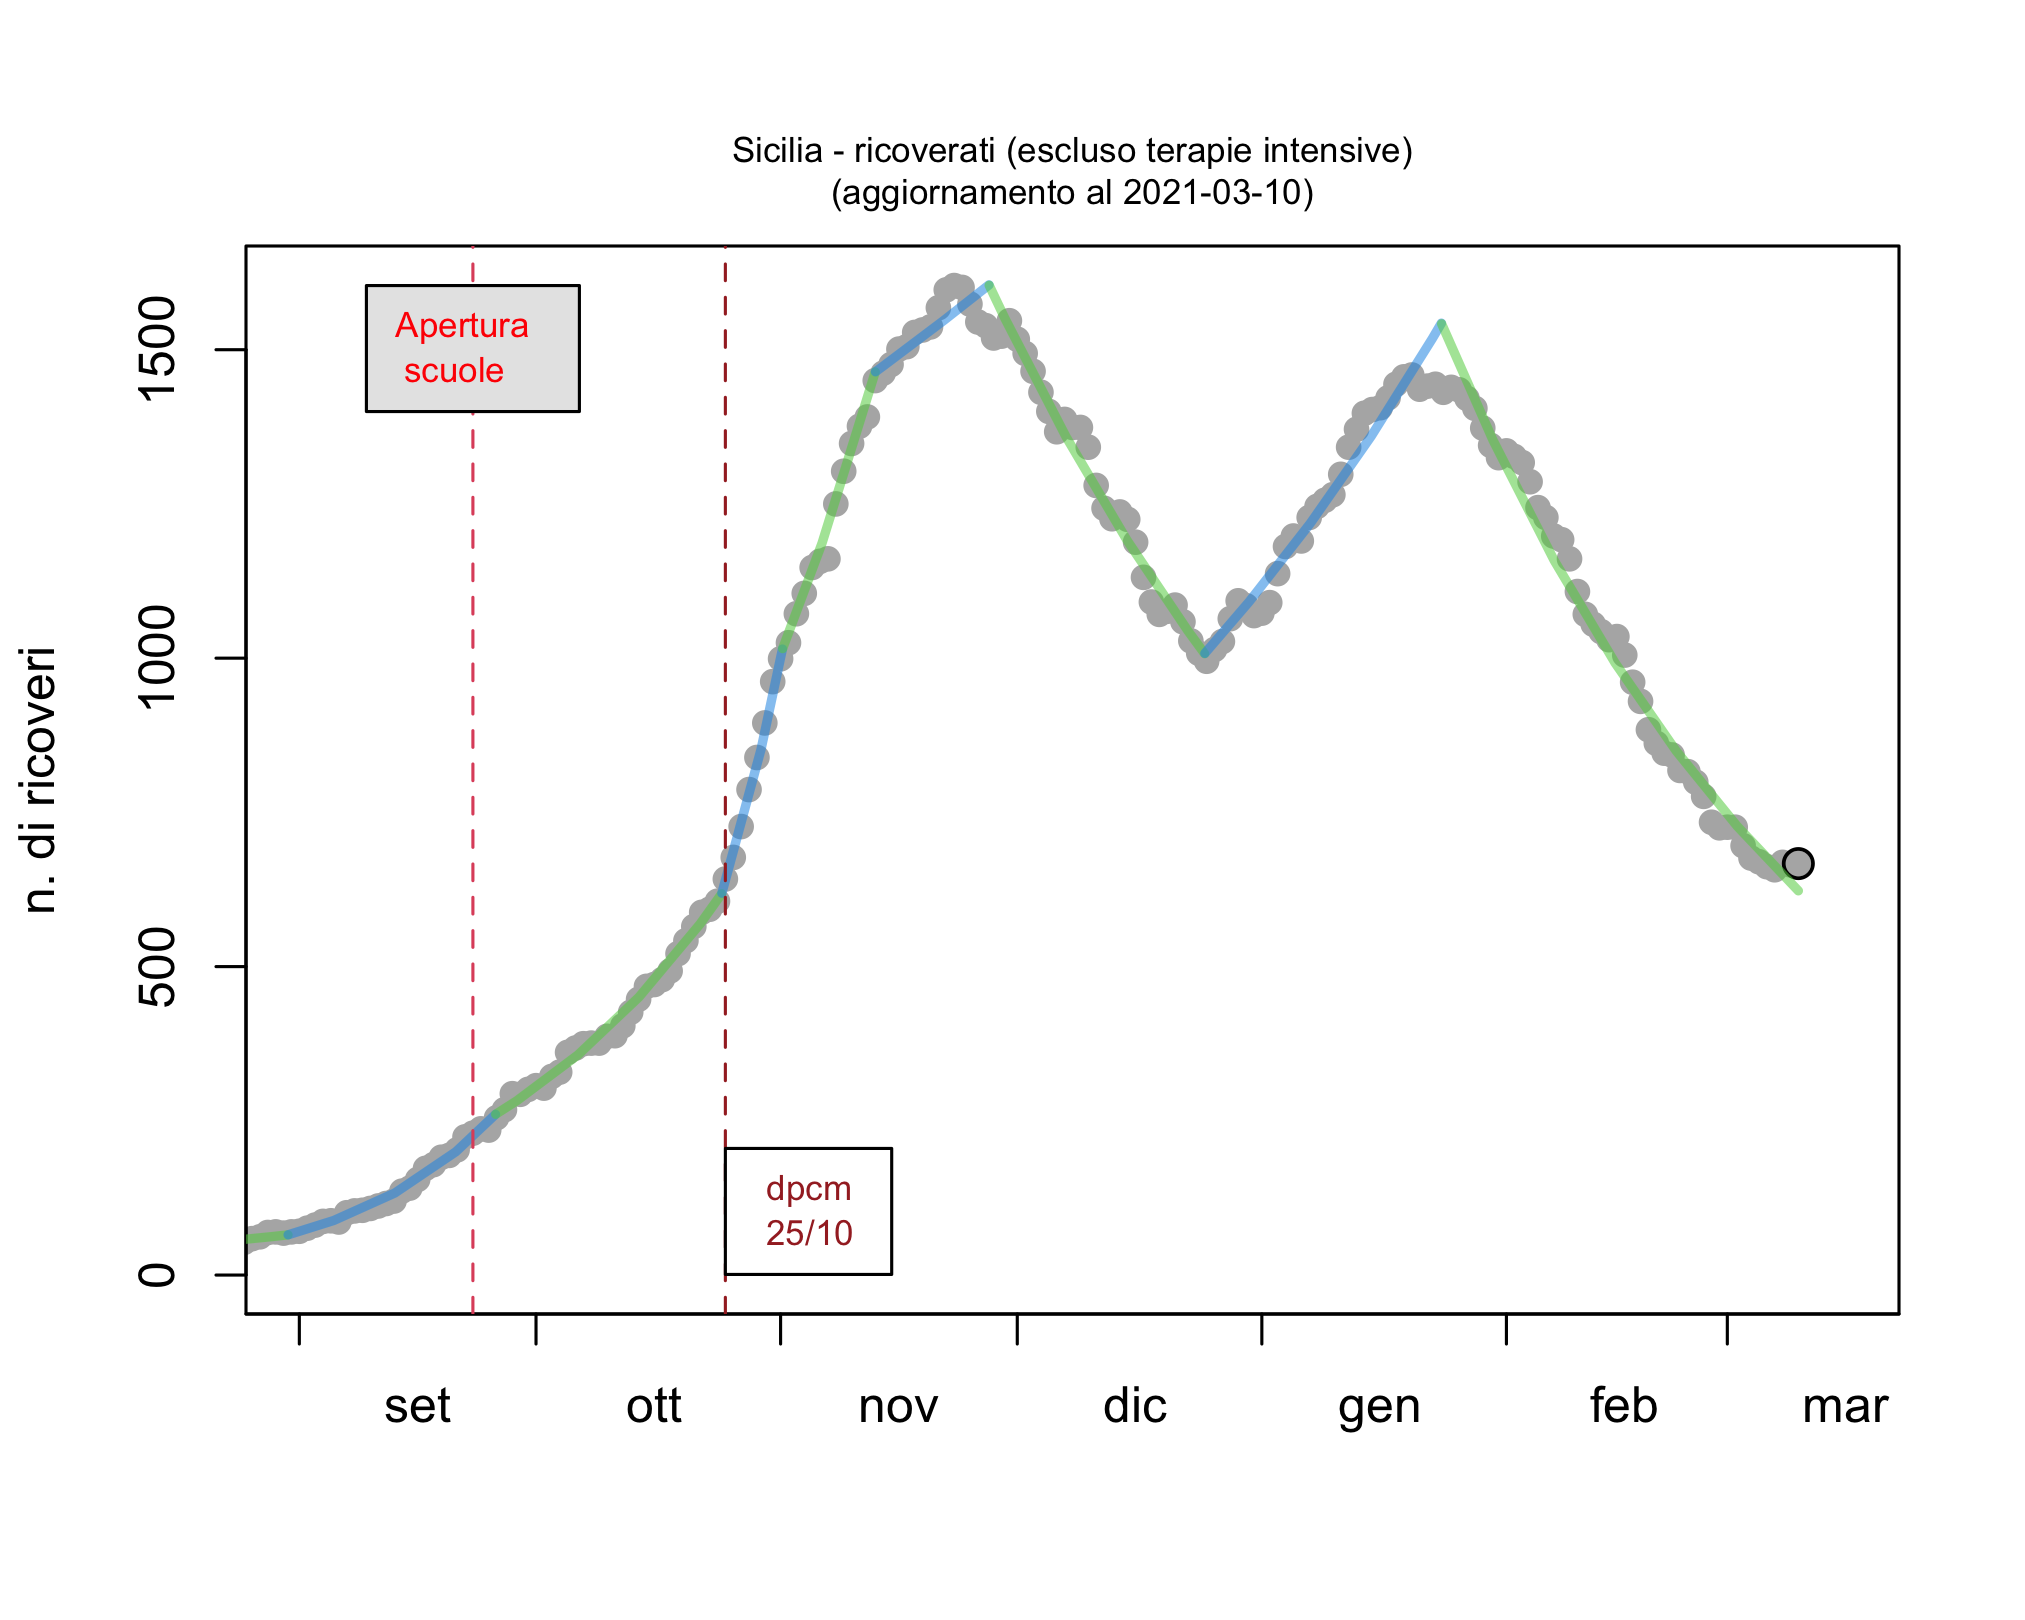 Sicilia - ricoverati (escluso terapie intensive)
(aggiornamento al 2021-03-10)
Apertura
scuole
n. di ricoveri
1500
1000
500
0
dpcm
25/10
set ott nov dic gen feb mar